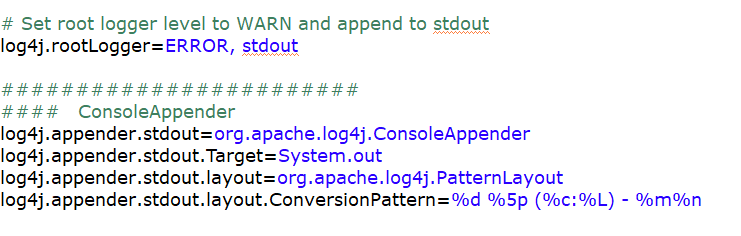 # Set root logger level to WARN and append to stdout
log4j.rootLogger=ERROR, stdout
########################
#### ConsoleAppender
log4j.appender.stdout=org.apache.log4j.ConsoleAppender
log4j.appender.stdout.Target=System.out
log4j.appender.stdout.layout=org.apache.log4j.PatternLayout
log4j.appender.stdout.layout.ConversionPattern=%d %5p (%c:%L) - %m%n